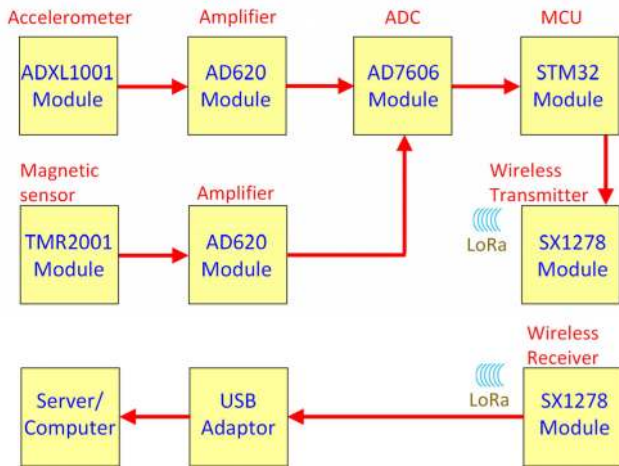 Accelerometer
Amplifier
ADC
MCU
ADXL1001
Module
AD620
Module
AD7606
Module
STM32
Module
Magnetic
sensor
Amplifier
Wireless
Transmitter
TMR2001
Module
AD620
Module
LoRa
SX1278
Module
Wireless
Receiver
Server/
Computer
USB
Adaptor
LoRa
SX1278
Module